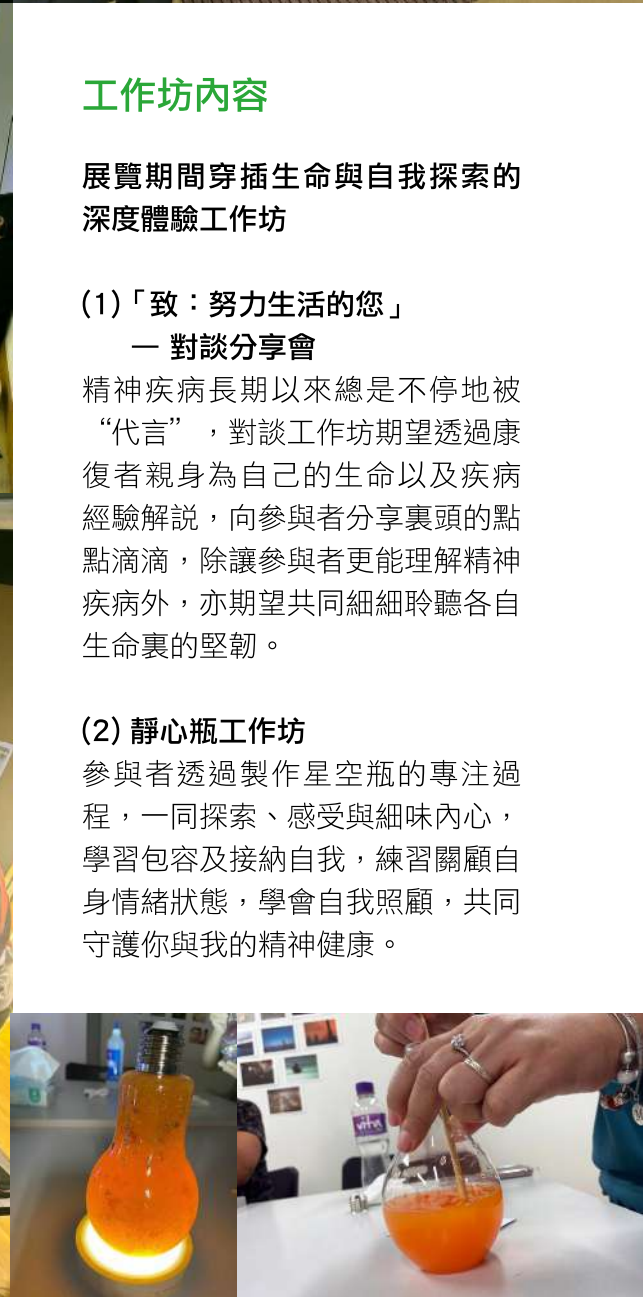 工作坊內容
展覽期間穿插生命與自我探索的
深度體驗工作坊
(1)「致：努力生活的您」
— 對談分享會
精神疾病長期以來總是不停地被
“代言”，對談工作坊期望透過康
復者親身為自己的生命以及疾病
經驗解説，向參與者分享裏頭的點
點滴滴，除讓參與者更能理解精神
疾病外，亦期望共同細細聆聽各自
生命裏的堅韌。
(2) 靜心瓶工作坊
參與者透過製作星空瓶的專注過
程，一同探索、感受與細味內心，
學習包容及接納自我，練習關顧自
身情緒狀態，學會自我照顧，共同
守護你與我的精神健康。
vita